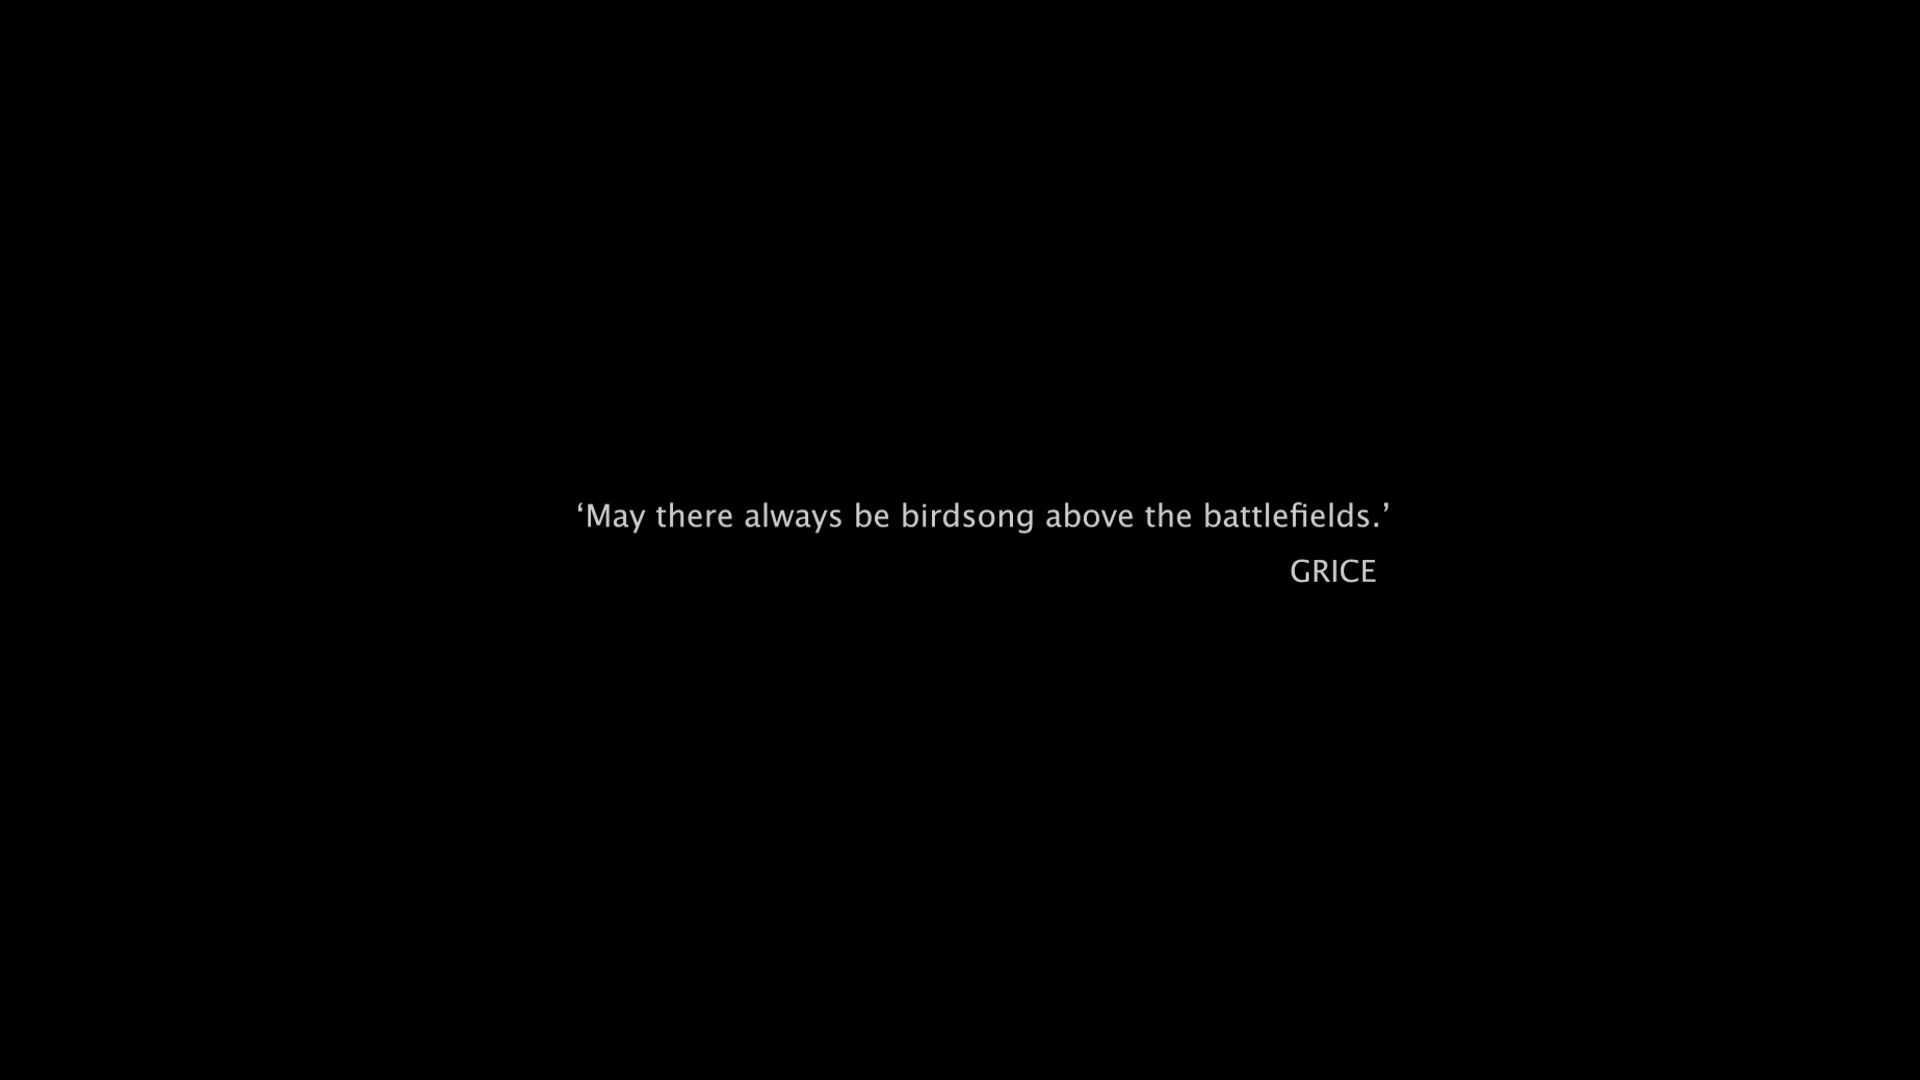 ‘May there always be birdsong above the battlefields.’
GRICE